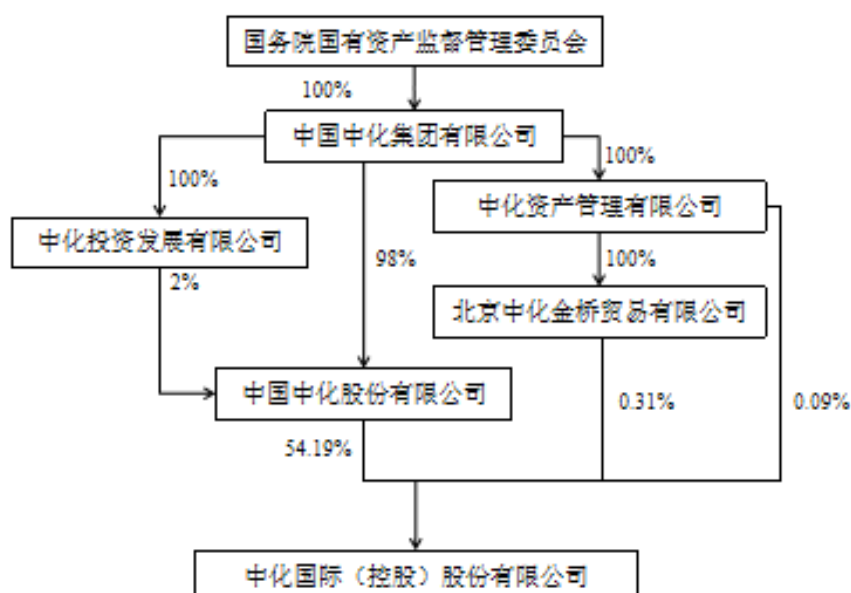 国务院国有资产监督管理委员会
100%
中国中化集团有限公司
100%
100%
中化资产管理有限公司
中化投资发展有限公司
98%
100%
2%
北京中化金桥贸易有限公司
中国中化股份有限公司
0.31%
0.09%
54.19%
中化国际（控股）股份有限公司